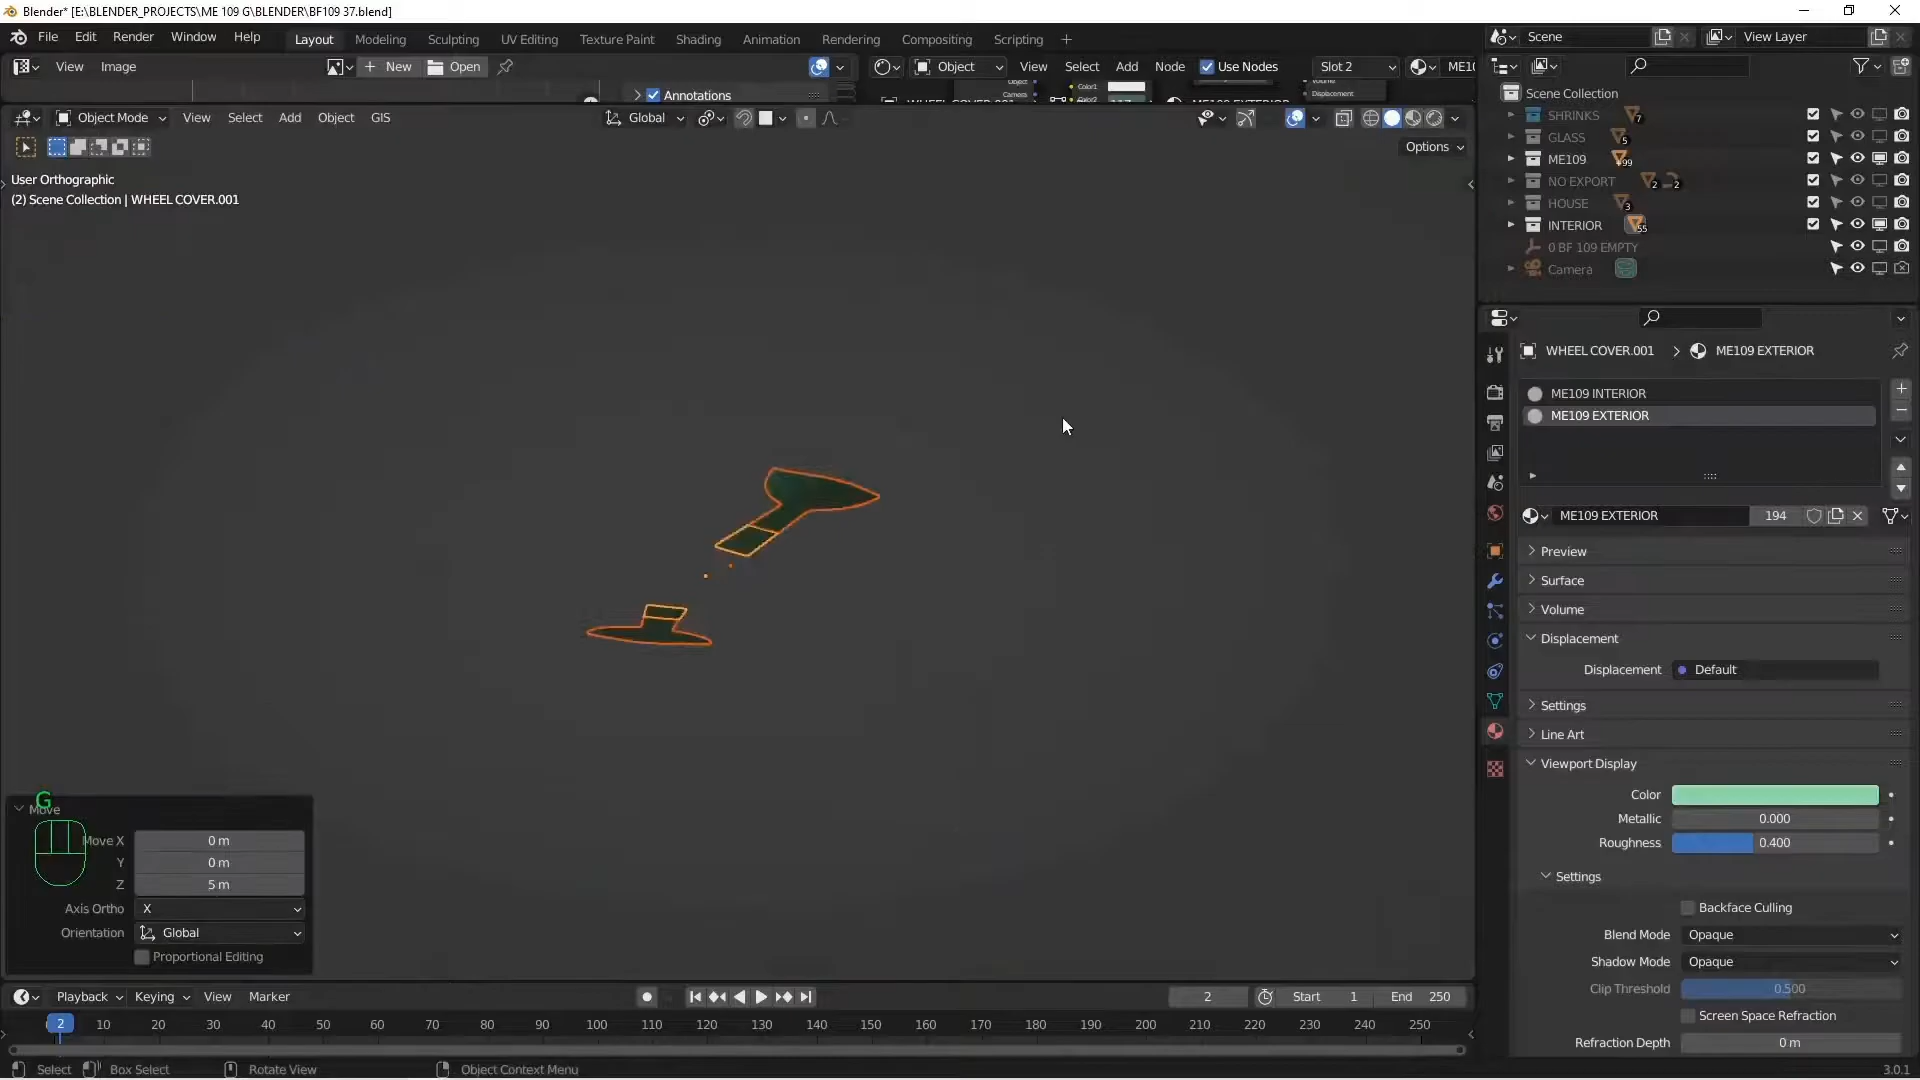 Blender* [E:\BLENDER_PROJECTS\ME 109 G\BLENDER\BF109 37.blend]
File Edit Render Window Help Layout Modeling Sculpting UV Editing Texture Paint Shading Animation Rendering Compositing Scripting Scene View Layer
View Image New Open Object View Select Add Node Use Nodes Slot 2
Annotations
Object Mode View Select Add Object GIS Global
Options
User Orthographic
(2) Scene Collection | WHEEL COVER.001
Scene Collection
SHRINKS 7
GLASS 5
ME109 99
NO EXPORT 2 2
HOUSE 3
INTERIOR 55
0 BF 109 EMPTY
Camera
WHEEL COVER.001 ME109 EXTERIOR
ME109 INTERIOR
ME109 EXTERIOR
ME109 EXTERIOR 194
Preview
Surface
Volume
Displacement
Displacement Default
Settings
Line Art
Viewport Display
Color
Metallic 0.000
Roughness 0.400
Settings
Backface Culling
Blend Mode Opaque
Shadow Mode Opaque
Clip Threshold 0.500
Screen Space Refraction
Refraction Depth 0 m
G
Move
Move X 0 m
Y 0 m
Z 5 m
Axis Ortho X
Orientation Global
Proportional Editing
Playback Keying View Marker 2 Start 1 End 250
2 10 20 30 40 50 60 70 80 90 100 110 120 130 140 150 160 170 180 190 200 210 220 230 240 250
Select Box Select Rotate View Object Context Menu 3.0.1